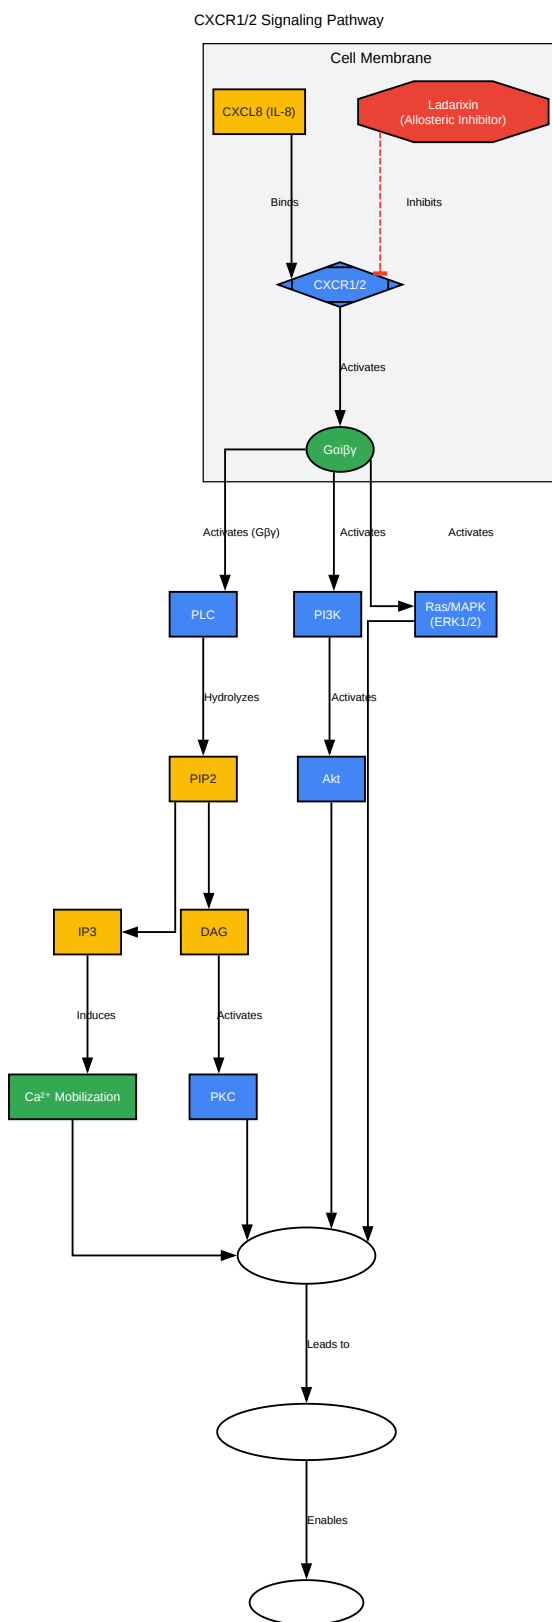 CXCR1/2 Signaling Pathway
Cell Membrane
CXCL8 (IL-8)
Ladarixin
(Allosteric Inhibitor)
Binds
Inhibits
CXCR1/2
Activates
Gαiβγ
Activates (Gβγ)
Activates
Activates
PLC
PI3K
Ras/MAPK
(ERK1/2)
Hydrolyzes
Activates
PIP2
Akt
IP3
DAG
Induces
Activates
Ca²⁺ Mobilization
PKC
Leads to
Enables